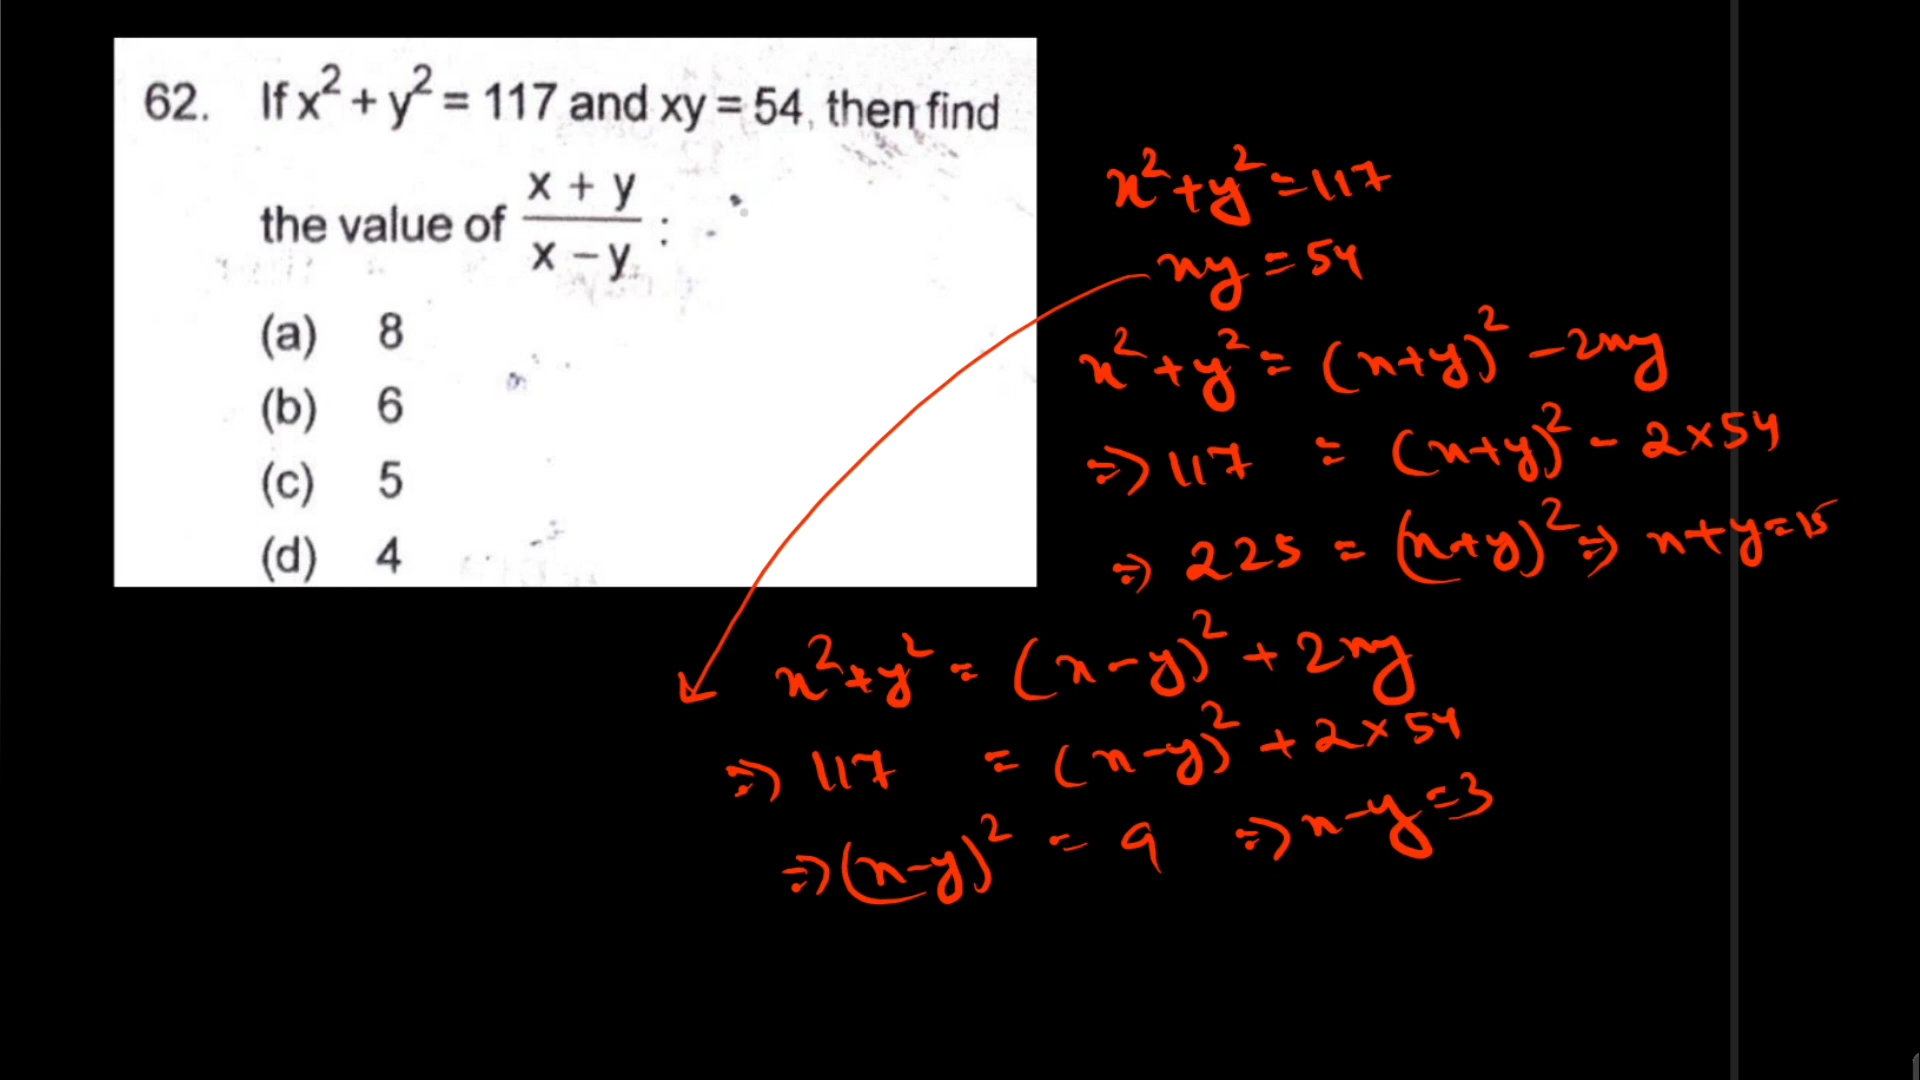 62. If x² + y² = 117 and xy = 54, then find
the value of (x + y)/(x – y) :
(a) 8
(b) 6
(c) 5
(d) 4
x²+y²=117
xy = 54
x²+y² = (x+y)² – 2xy
⇒ 117 = (x+y)² – 2×54
⇒ 225 = (x+y)² ⇒ x+y=15
x²+y² = (x–y)² + 2xy
⇒ 117 = (x–y)² + 2×54
⇒ (x–y)² = 9 ⇒ x–y=3